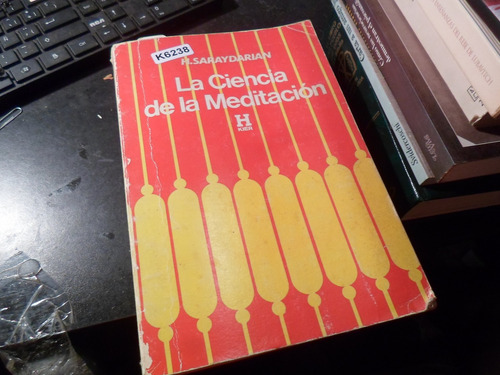 K6238
H. SARAYDARIAN
La Ciencia
de la Meditación
H
KIER